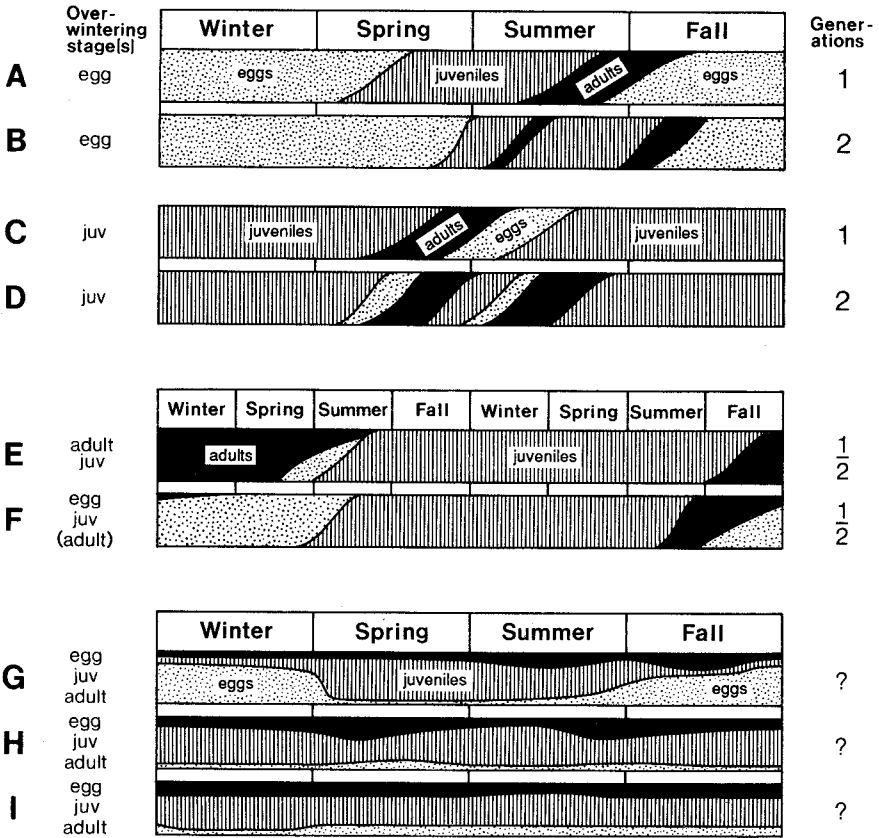 Over-
wintering
stage[s]
Winter Spring Summer Fall
Gener-
ations
A egg eggs juveniles adults eggs 1
B egg 2
C juv juveniles adults eggs juveniles 1
D juv 2
Winter Spring Summer Fall Winter Spring Summer Fall
E adult
juv adults juveniles 1
2
F egg
juv
(adult) 1
2
Winter Spring Summer Fall
G egg
juv
adult eggs juveniles eggs ?
H egg
juv
adult ?
I egg
juv
adult ?